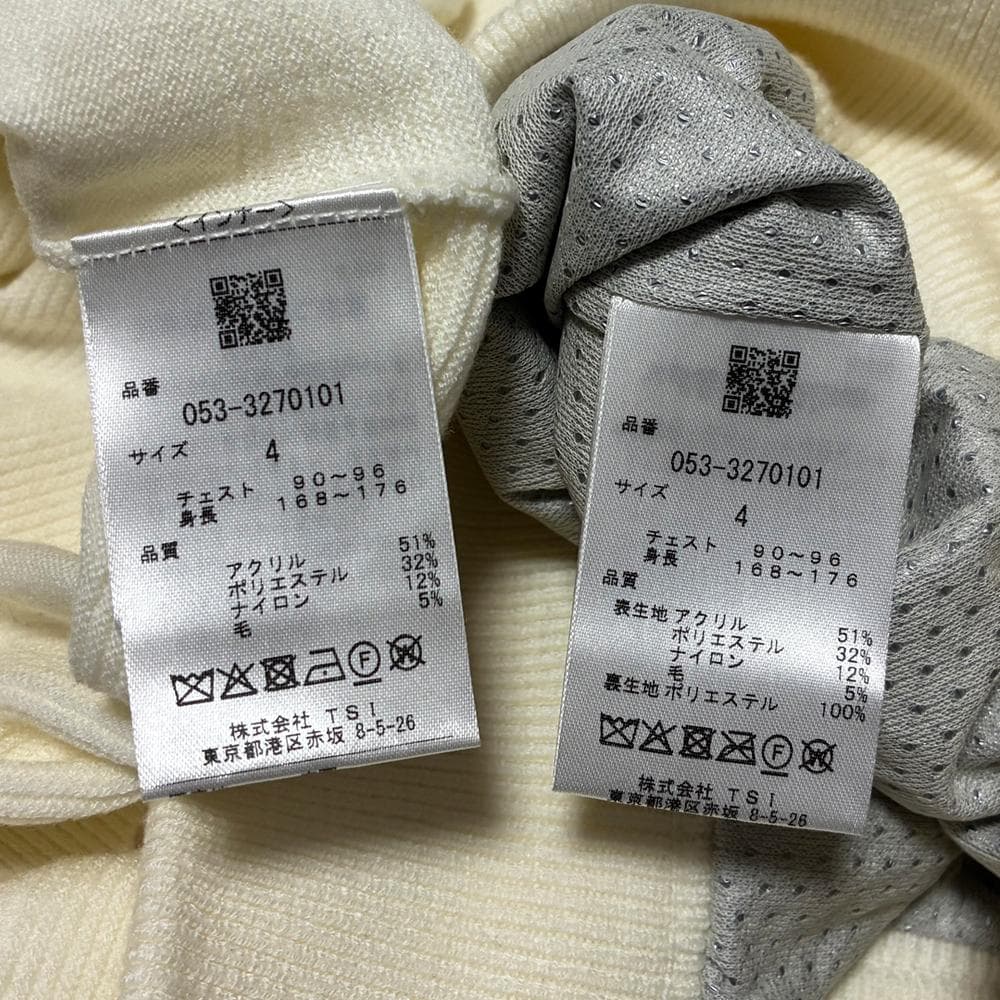 <インナー>
品番
053-3270101
サイズ
4
チェスト 90~96
身長 168~176
品質
アクリル 51%
ポリエステル 32%
ナイロン 12%
毛 5%
F
W
株式会社 TSI
東京都港区赤坂 8-5-26
品番
053-3270101
サイズ
4
チェスト 90~96
身長 168~176
品質
表生地 アクリル 51%
ポリエステル 32%
ナイロン 12%
毛 5%
裏生地 ポリエステル 100%
F
W
株式会社 TSI
東京都港区赤坂 8-5-26